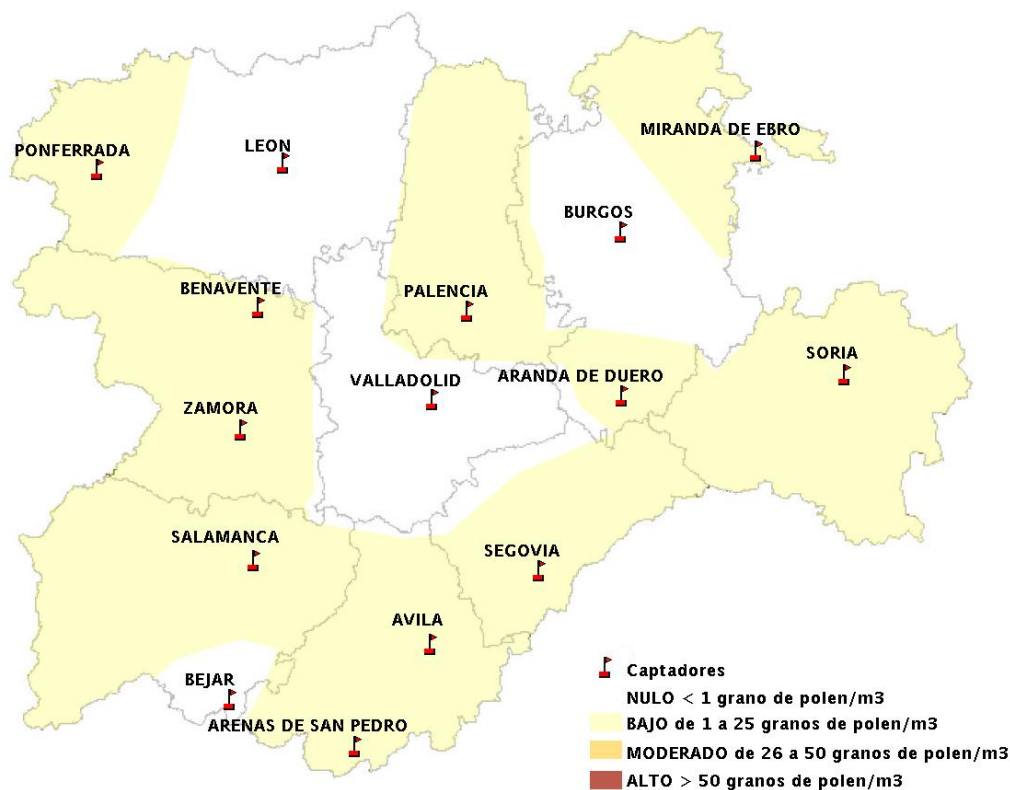 MIRANDA DE EBRO
PONFERRADA
LEON
BURGOS
BENAVENTE
PALENCIA
SORIA
VALLADOLID
ARANDA DE DUERO
ZAMORA
SALAMANCA
SEGOVIA
AVILA
BEJAR
ARENAS DE SAN PEDRO
Captadores
NULO < 1 grano de polen/m3
BAJO de 1 a 25 granos de polen/m3
MODERADO de 26 a 50 granos de polen/m3
ALTO > 50 granos de polen/m3